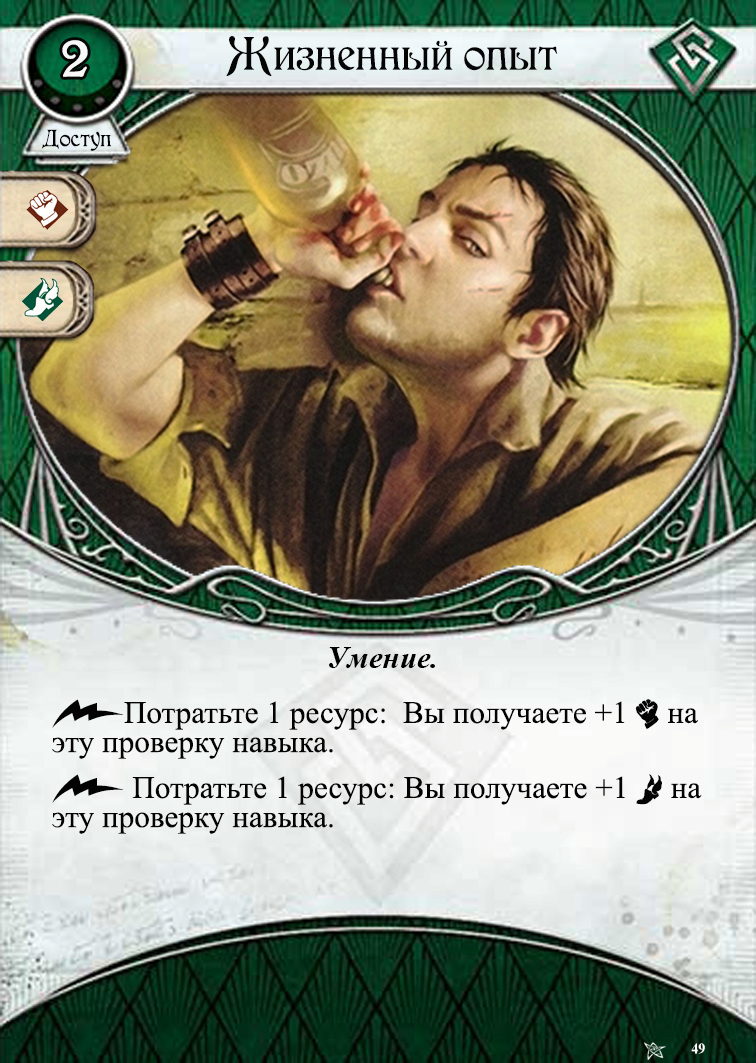 2
Жизненный опыт
Доступ
Умение.
Потратьте 1 ресурс: Вы получаете +1 на
эту проверку навыка.
Потратьте 1 ресурс: Вы получаете +1 на
эту проверку навыка.
49